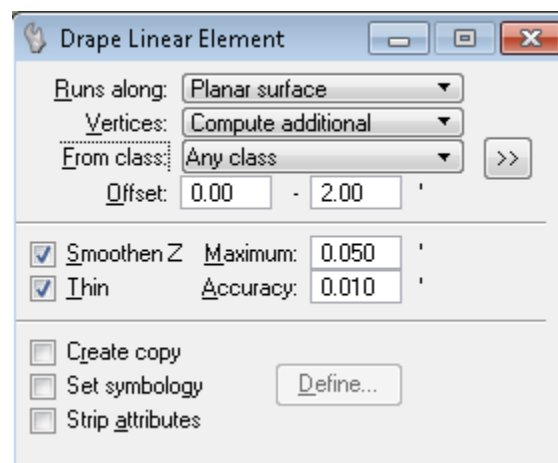 Drape Linear Element
Runs along: Planar surface
Vertices: Compute additional
From class: Any class >>
Offset: 0.00 - 2.00 '
Smoothen Z Maximum: 0.050 '
Thin Accuracy: 0.010 '
Create copy
Set symbology Define...
Strip attributes